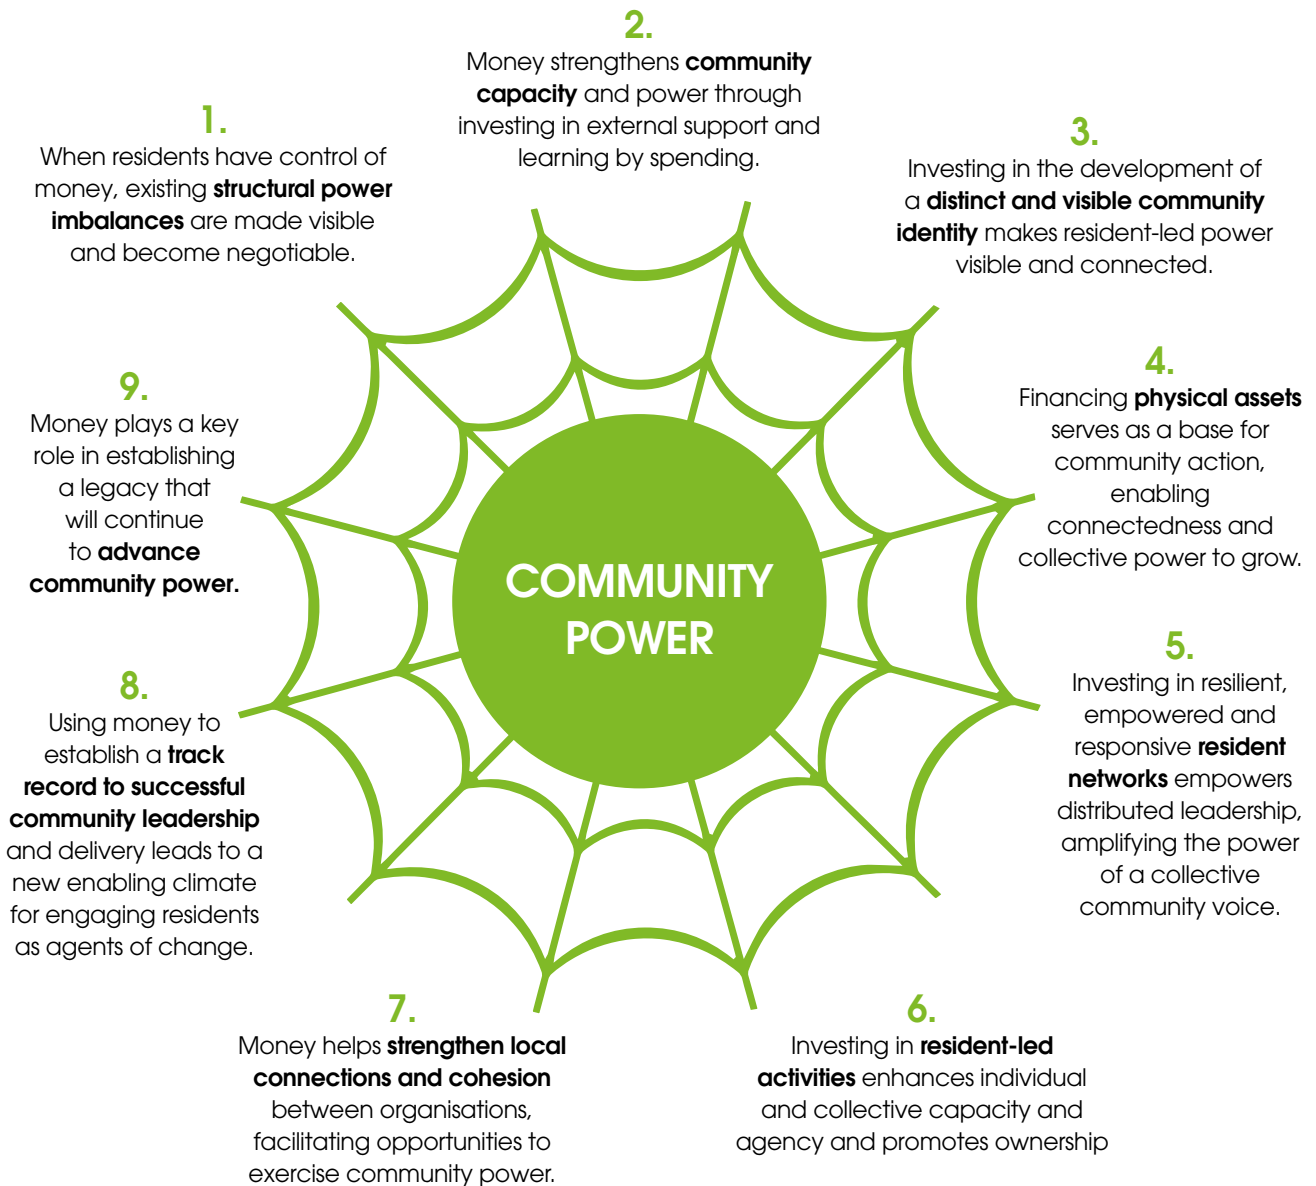 1.
When residents have control of
money, existing structural power
imbalances are made visible
and become negotiable.
2.
Money strengthens community
capacity and power through
investing in external support and
learning by spending.
3.
Investing in the development of
a distinct and visible community
identity makes resident-led power
visible and connected.
4.
Financing physical assets
serves as a base for
community action,
enabling
connectedness and
collective power to grow.
5.
Investing in resilient,
empowered and
responsive resident
networks empowers
distributed leadership,
amplifying the power
of a collective
community voice.
6.
Investing in resident-led
activities enhances individual
and collective capacity and
agency and promotes ownership
7.
Money helps strengthen local
connections and cohesion
between organisations,
facilitating opportunities to
exercise community power.
8.
Using money to
establish a track
record to successful
community leadership
and delivery leads to a
new enabling climate
for engaging residents
as agents of change.
9.
Money plays a key
role in establishing
a legacy that
will continue
to advance
community power.
COMMUNITY
POWER